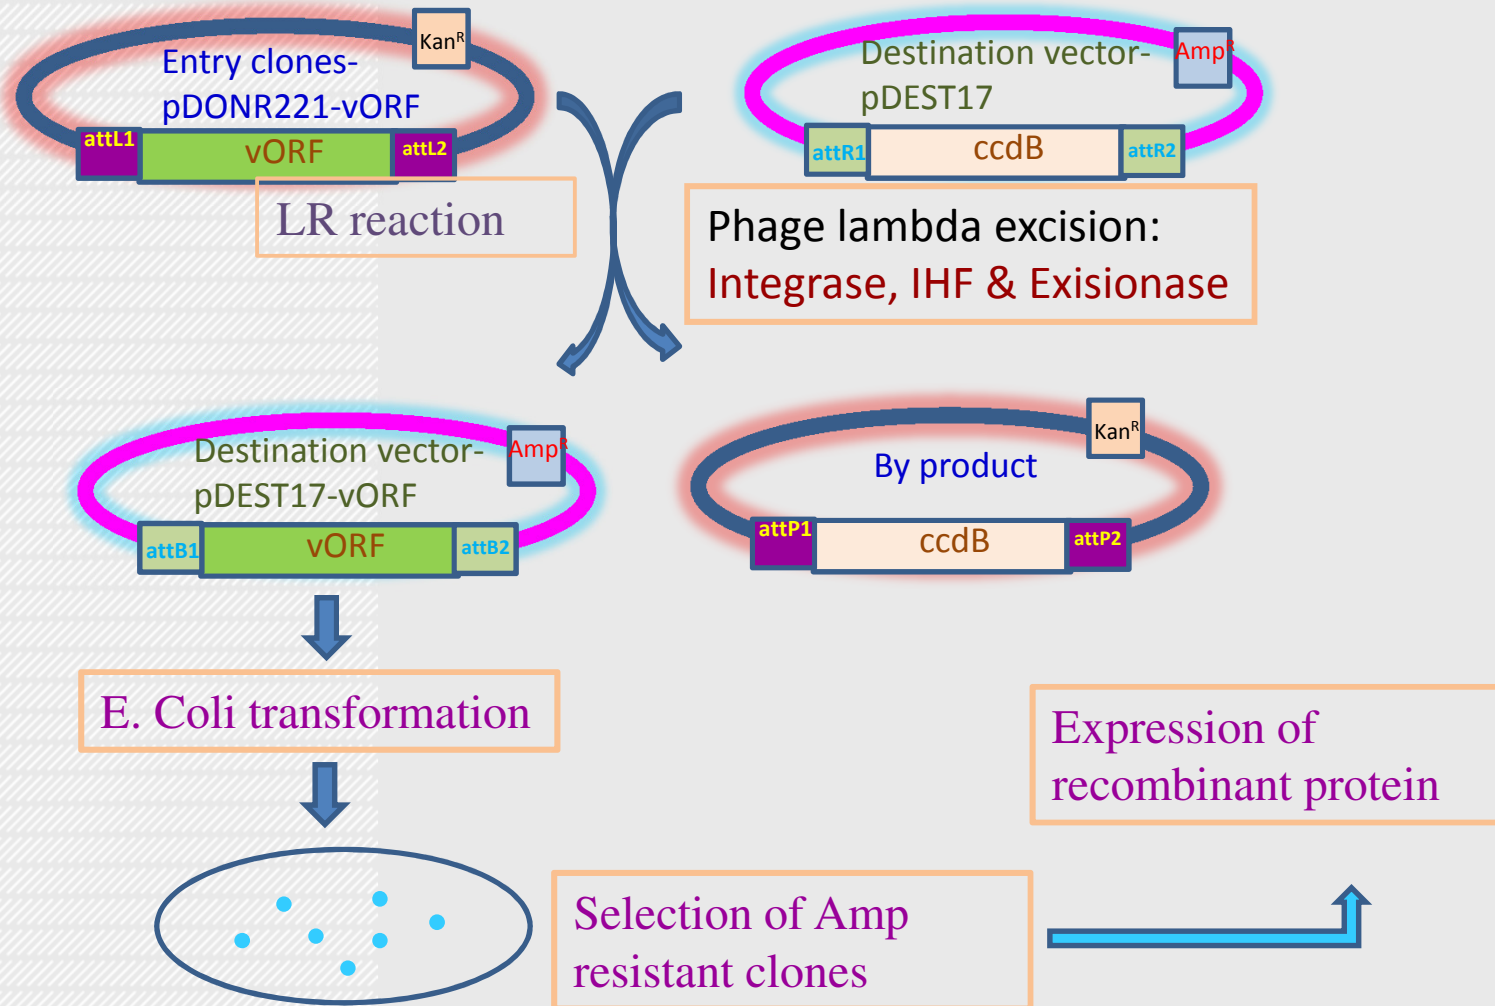 Kan^R
Entry clones-
pDONR221-vORF
attL1
vORF
attL2
Destination vector-
pDEST17
Amp^R
attR1
ccdB
attR2
LR reaction
Phage lambda excision:
Integrase, IHF & Exisionase
Destination vector-
pDEST17-vORF
Amp^R
attB1
vORF
attB2
Kan^R
By product
attP1
ccdB
attP2
E. Coli transformation
Expression of
recombinant protein
Selection of Amp
resistant clones